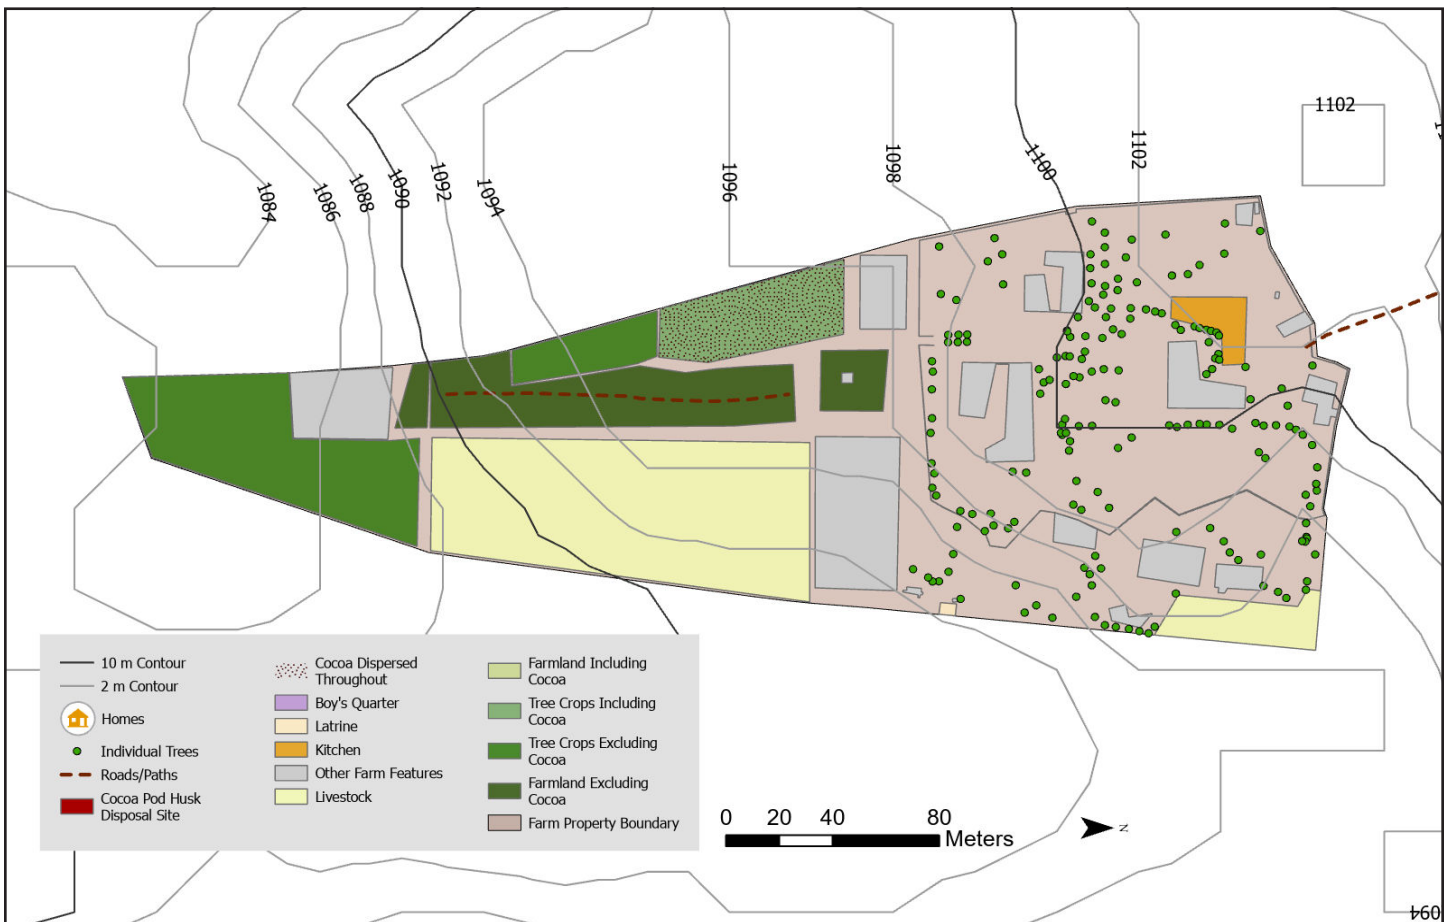 1102
1102
1100
1098
1096
1094
1092
1090
1088
1086
1084
10 m Contour
2 m Contour
Homes
Individual Trees
Roads/Paths
Cocoa Pod Husk
Disposal Site
Cocoa Dispersed
Throughout
Boy's Quarter
Latrine
Kitchen
Other Farm Features
Livestock
Farmland Including
Cocoa
Tree Crops Including
Cocoa
Tree Crops Excluding
Cocoa
Farmland Excluding
Cocoa
Farm Property Boundary
0 20 40 80
Meters
N